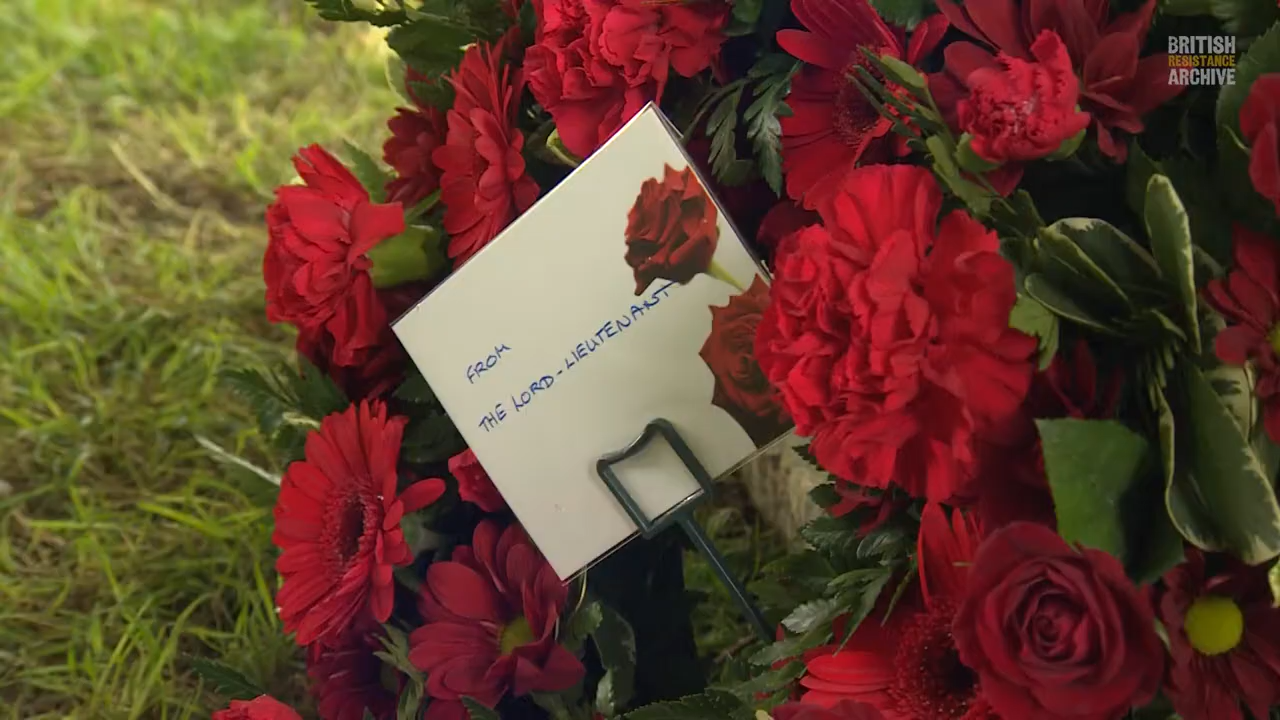 BRITISH
RESISTANCE
ARCHIVE
FROM
THE LORD-LIEUTENANT